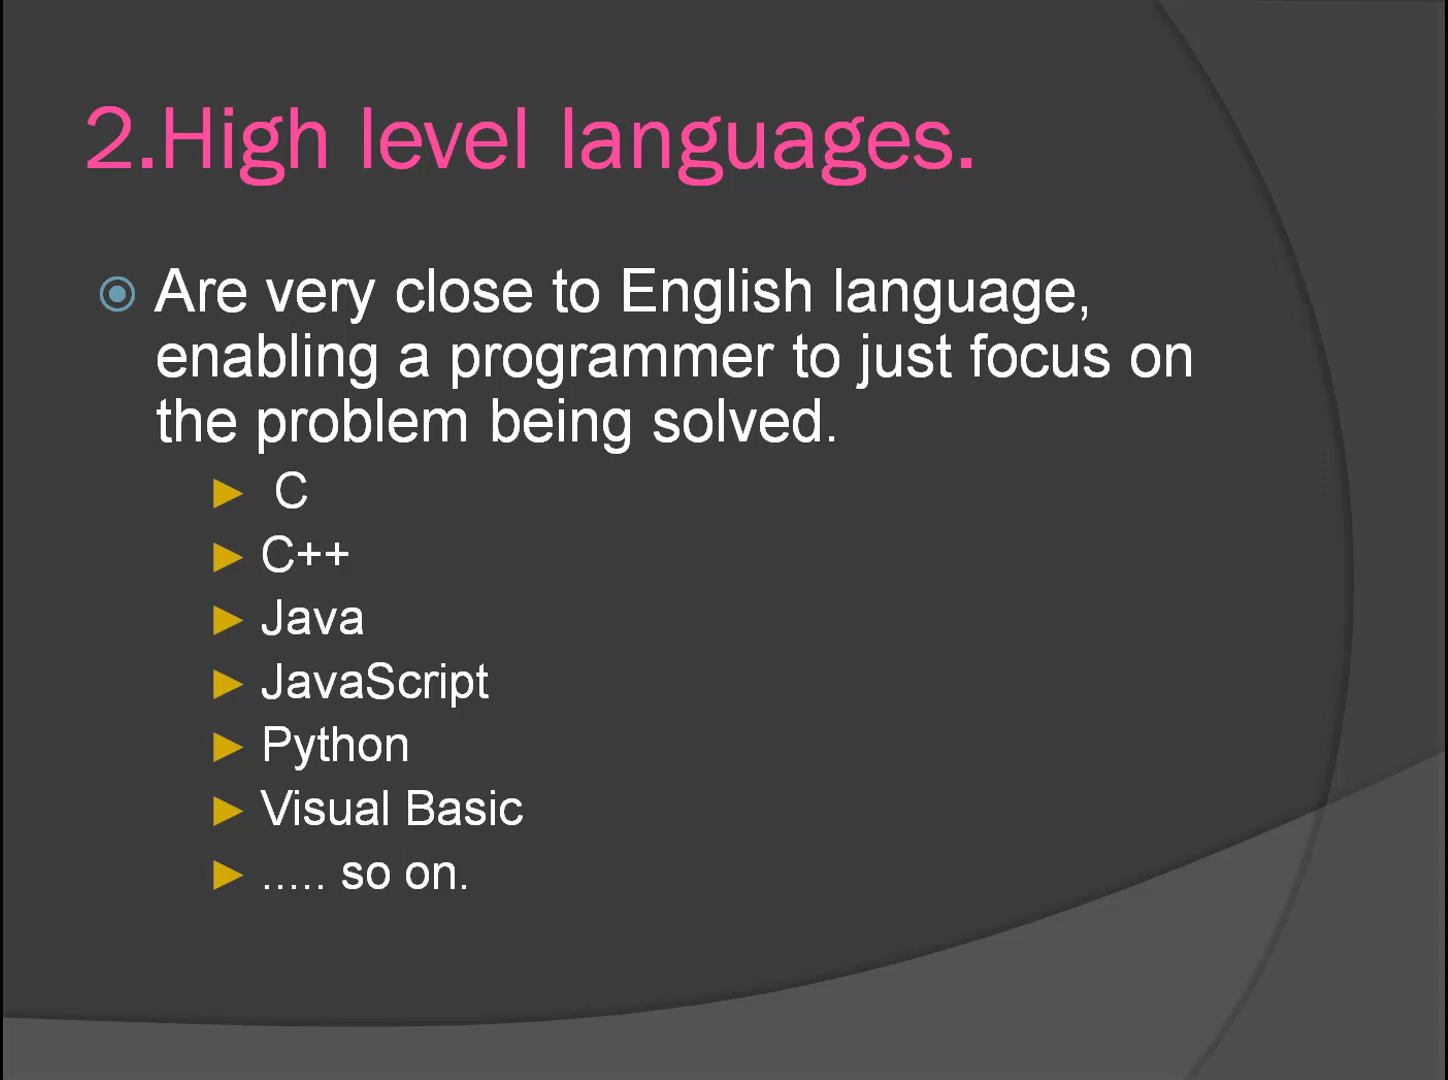 2.High level languages.
Are very close to English language,
enabling a programmer to just focus on
the problem being solved.
C
C++
Java
JavaScript
Python
Visual Basic
..... so on.